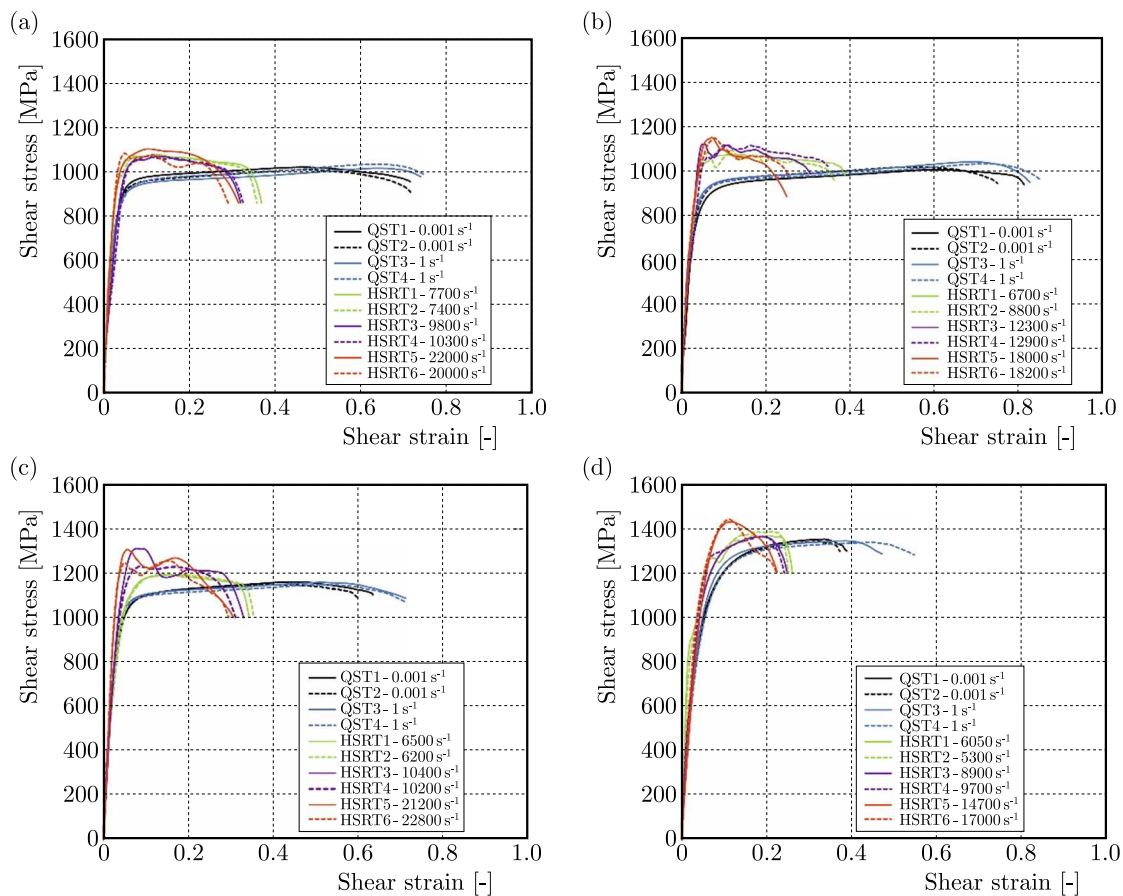 (a)
Shear stress [MPa]
1600
1400
1200
1000
800
600
400
200
0
QST1 - 0.001 s⁻¹
QST2 - 0.001 s⁻¹
QST3 - 1 s⁻¹
QST4 - 1 s⁻¹
HSRT1 - 7700 s⁻¹
HSRT2 - 7400 s⁻¹
HSRT3 - 9800 s⁻¹
HSRT4 - 10300 s⁻¹
HSRT5 - 22000 s⁻¹
HSRT6 - 20000 s⁻¹
0 0.2 0.4 0.6 0.8 1.0
Shear strain [-]
(b)
Shear stress [MPa]
1600
1400
1200
1000
800
600
400
200
0
QST1 - 0.001 s⁻¹
QST2 - 0.001 s⁻¹
QST3 - 1 s⁻¹
QST4 - 1 s⁻¹
HSRT1 - 6700 s⁻¹
HSRT2 - 8800 s⁻¹
HSRT3 - 12300 s⁻¹
HSRT4 - 12900 s⁻¹
HSRT5 - 18000 s⁻¹
HSRT6 - 18200 s⁻¹
0 0.2 0.4 0.6 0.8 1.0
Shear strain [-]
(c)
Shear stress [MPa]
1600
1400
1200
1000
800
600
400
200
0
QST1 - 0.001 s⁻¹
QST2 - 0.001 s⁻¹
QST3 - 1 s⁻¹
QST4 - 1 s⁻¹
HSRT1 - 6500 s⁻¹
HSRT2 - 6200 s⁻¹
HSRT3 - 10400 s⁻¹
HSRT4 - 10200 s⁻¹
HSRT5 - 21200 s⁻¹
HSRT6 - 22800 s⁻¹
0 0.2 0.4 0.6 0.8 1.0
Shear strain [-]
(d)
Shear stress [MPa]
1600
1400
1200
1000
800
600
400
200
0
QST1 - 0.001 s⁻¹
QST2 - 0.001 s⁻¹
QST3 - 1 s⁻¹
QST4 - 1 s⁻¹
HSRT1 - 6050 s⁻¹
HSRT2 - 5300 s⁻¹
HSRT3 - 8900 s⁻¹
HSRT4 - 9700 s⁻¹
HSRT5 - 14700 s⁻¹
HSRT6 - 17000 s⁻¹
0 0.2 0.4 0.6 0.8 1.0
Shear strain [-]